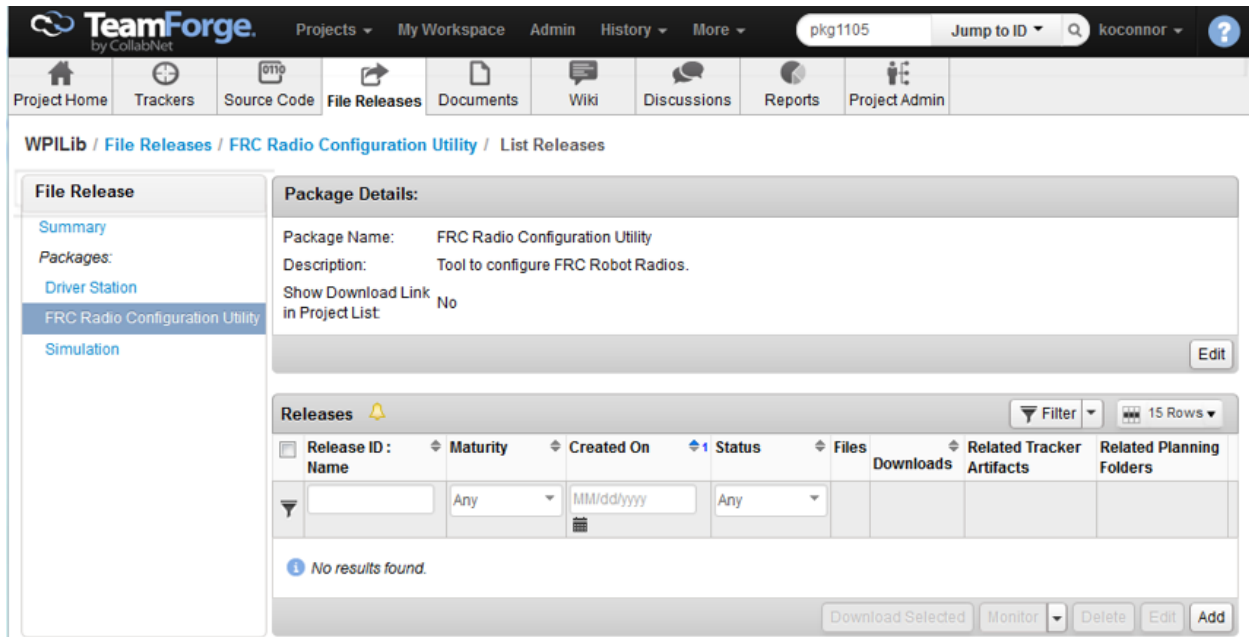 TeamForge.
by CollabNet
Projects My Workspace Admin History More pkg1105 Jump to ID koconnor ?
0110
Project Home Trackers Source Code File Releases Documents Wiki Discussions Reports Project Admin
WPILib / File Releases / FRC Radio Configuration Utility / List Releases
File Release
Summary
Packages:
Driver Station
FRC Radio Configuration Utility
Simulation
Package Details:
Package Name: FRC Radio Configuration Utility
Description: Tool to configure FRC Robot Radios.
Show Download Link
in Project List: No
Edit
Releases Filter 15 Rows
Release ID : Maturity Created On 1 Status Files Downloads Related Tracker Related Planning
Name Artifacts Folders
Any MM/dd/yyyy Any
No results found.
Download Selected Monitor Delete Edit Add